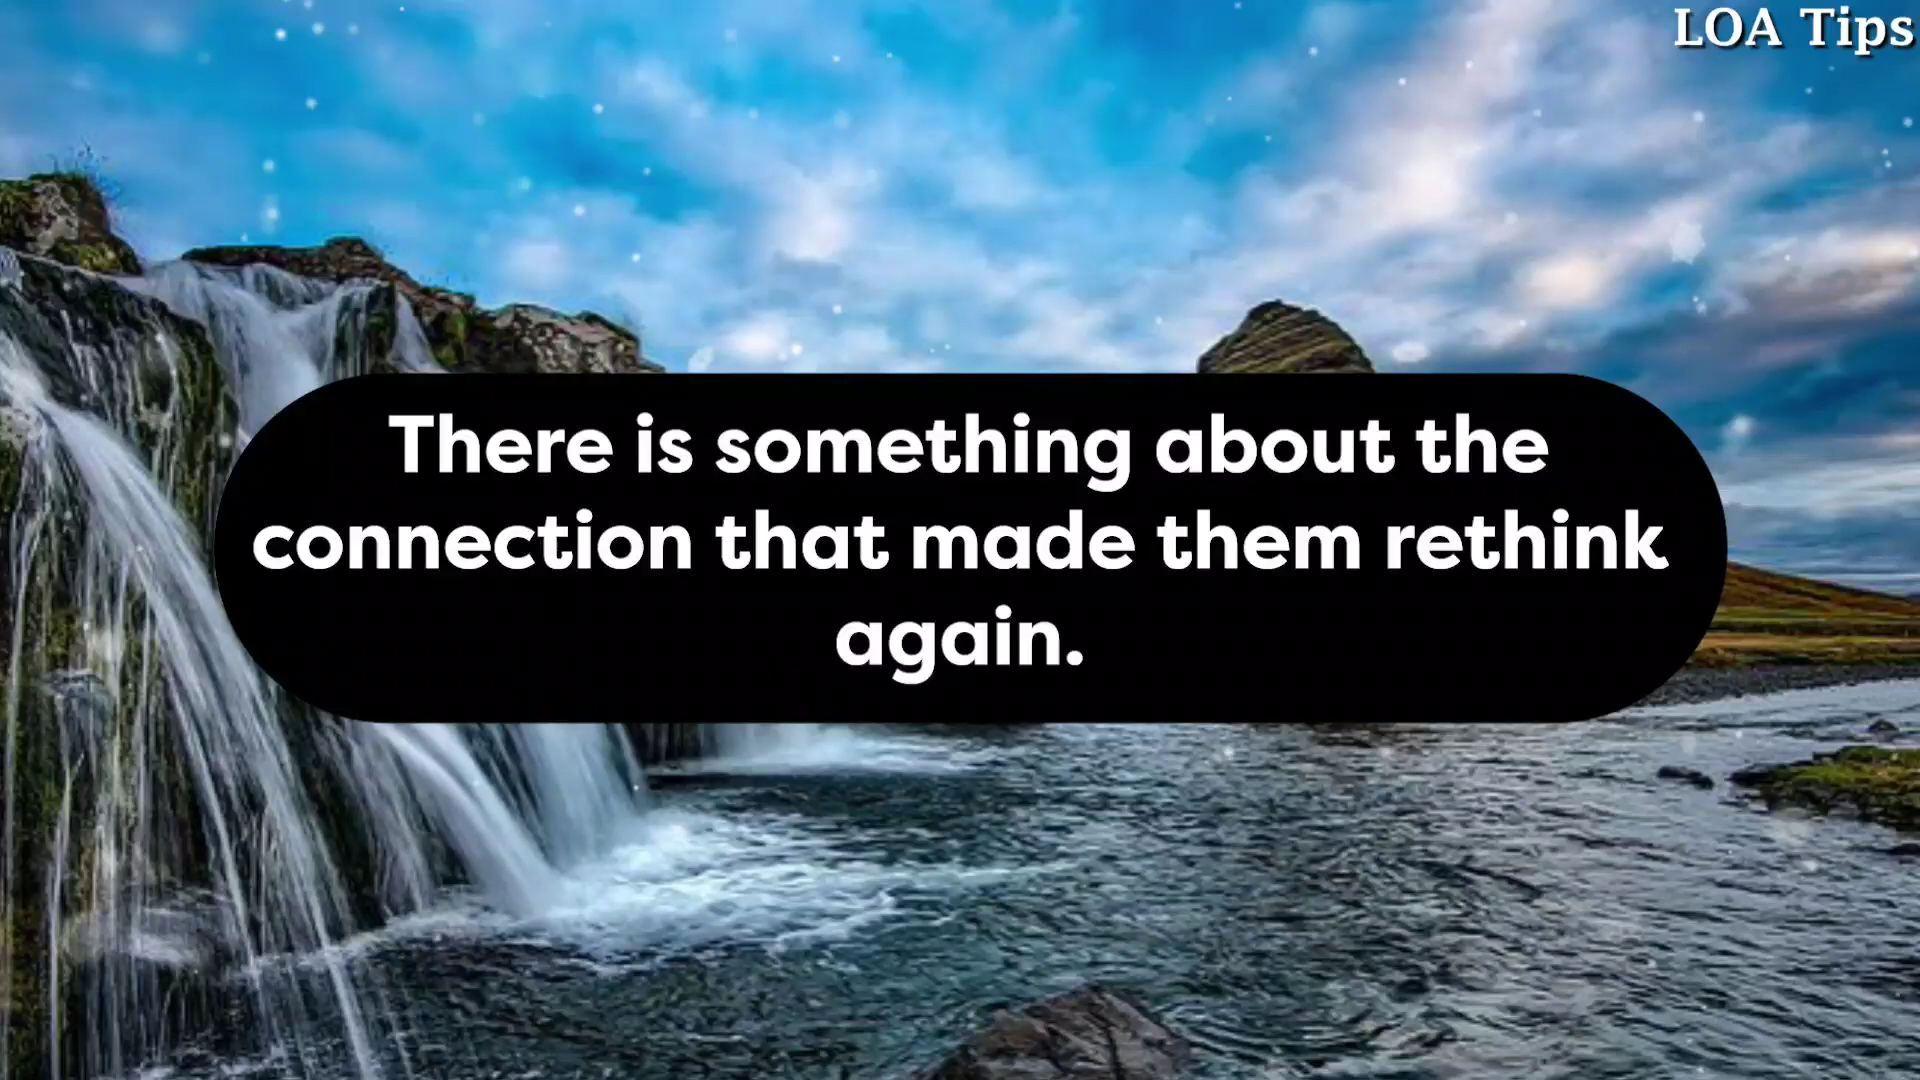 LOA Tips
There is something about the
connection that made them rethink
again.